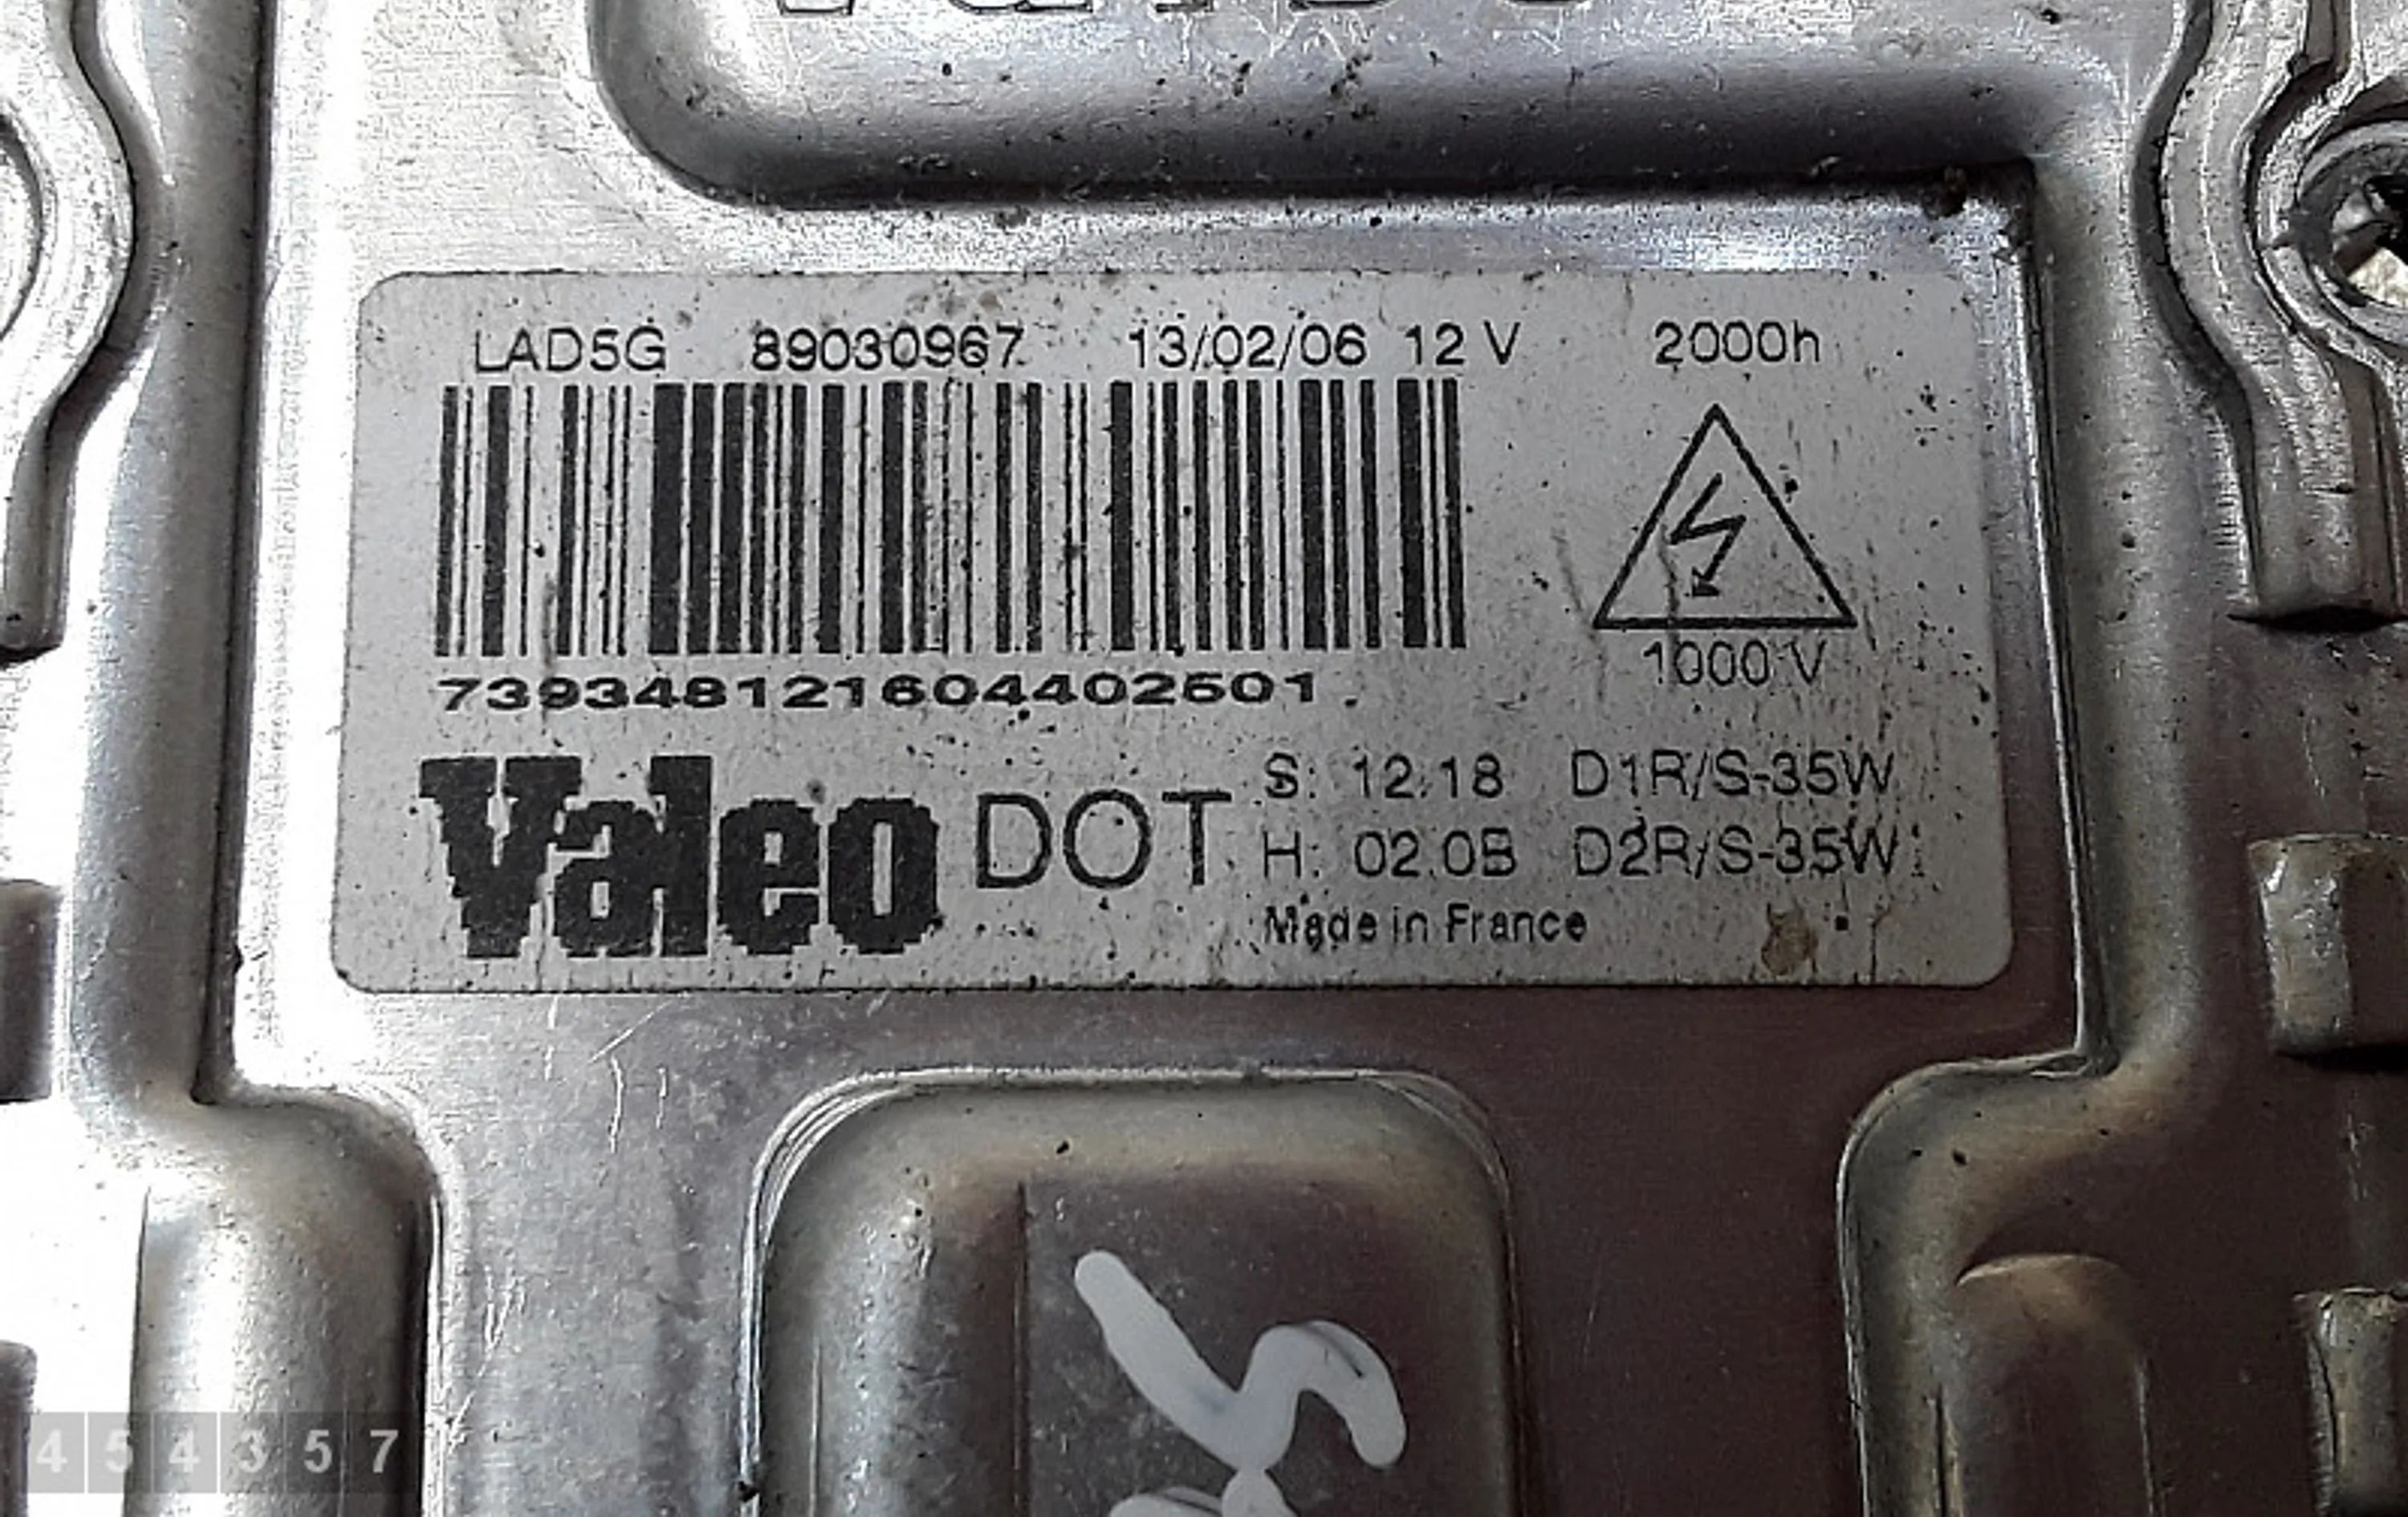 LAD5G 89030967 13/02/06 12 V 2000h
739348121604402501
1000 V
Valeo DOT
S: 12.18 D1R/S-35W
H: 02.0B D2R/S-35W
Made in France
454357